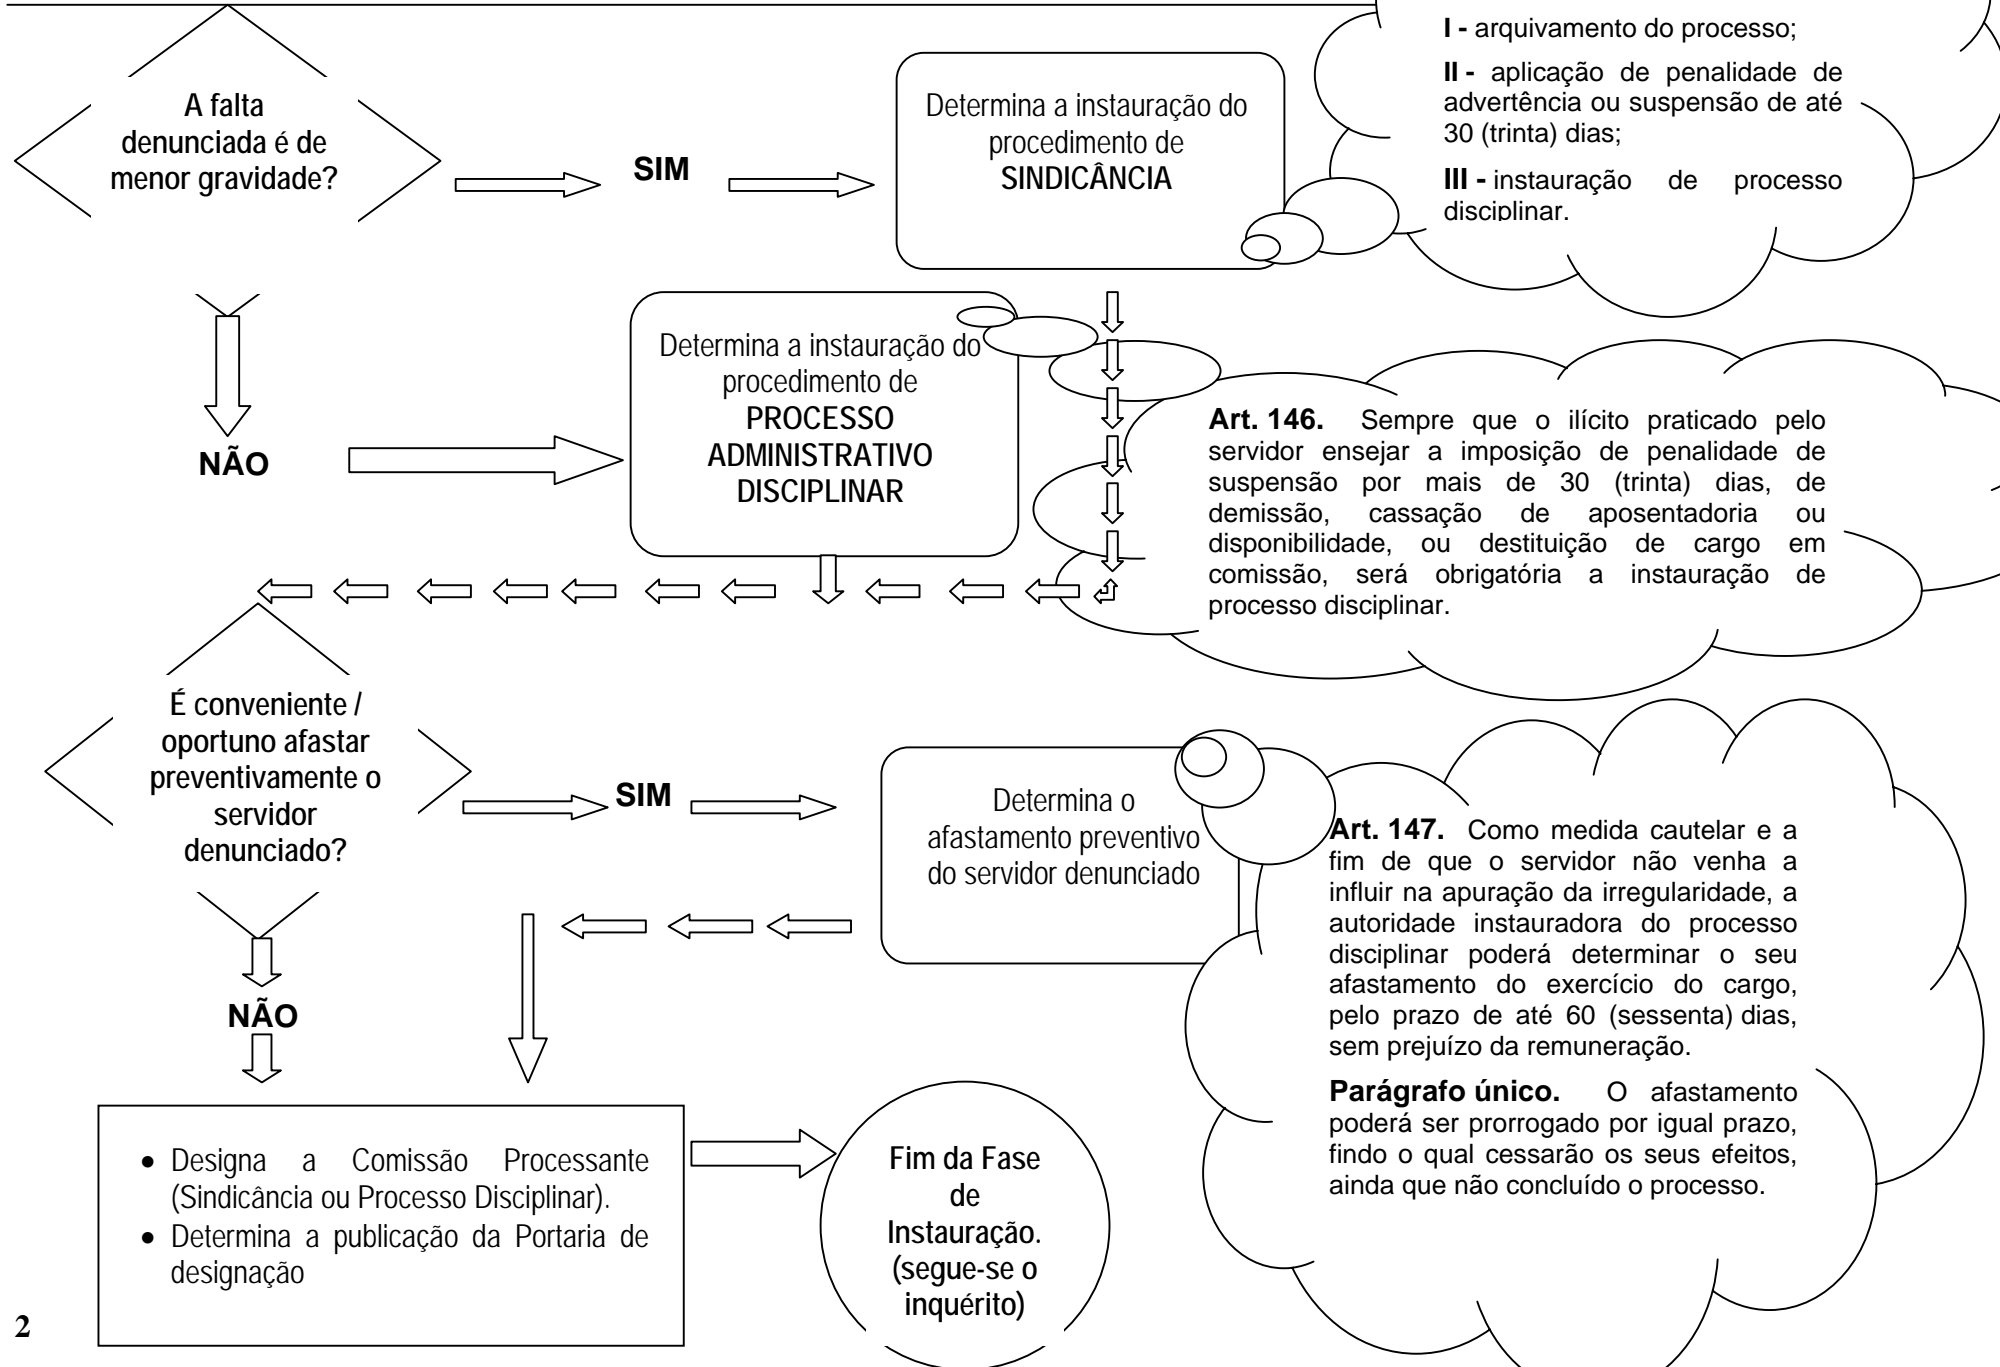 I - arquivamento do processo;
II - aplicação de penalidade de
advertência ou suspensão de até
30 (trinta) dias;
III - instauração de processo
disciplinar.
A falta
denunciada é de
menor gravidade?
SIM
Determina a instauração do
procedimento de
SINDICÂNCIA
NÃO
Determina a instauração do
procedimento de
PROCESSO
ADMINISTRATIVO
DISCIPLINAR
Art. 146. Sempre que o ilícito praticado pelo
servidor ensejar a imposição de penalidade de
suspensão por mais de 30 (trinta) dias, de
demissão, cassação de aposentadoria ou
disponibilidade, ou destituição de cargo em
comissão, será obrigatória a instauração de
processo disciplinar.
É conveniente /
oportuno afastar
preventivamente o
servidor
denunciado?
SIM
Determina o
afastamento preventivo
do servidor denunciado
Art. 147. Como medida cautelar e a
fim de que o servidor não venha a
influir na apuração da irregularidade, a
autoridade instauradora do processo
disciplinar poderá determinar o seu
afastamento do exercício do cargo,
pelo prazo de até 60 (sessenta) dias,
sem prejuízo da remuneração.
Parágrafo único. O afastamento
poderá ser prorrogado por igual prazo,
findo o qual cessarão os seus efeitos,
ainda que não concluído o processo.
NÃO
• Designa a Comissão Processante
(Sindicância ou Processo Disciplinar).
• Determina a publicação da Portaria de
designação
Fim da Fase
de
Instauração.
(segue-se o
inquérito)
2